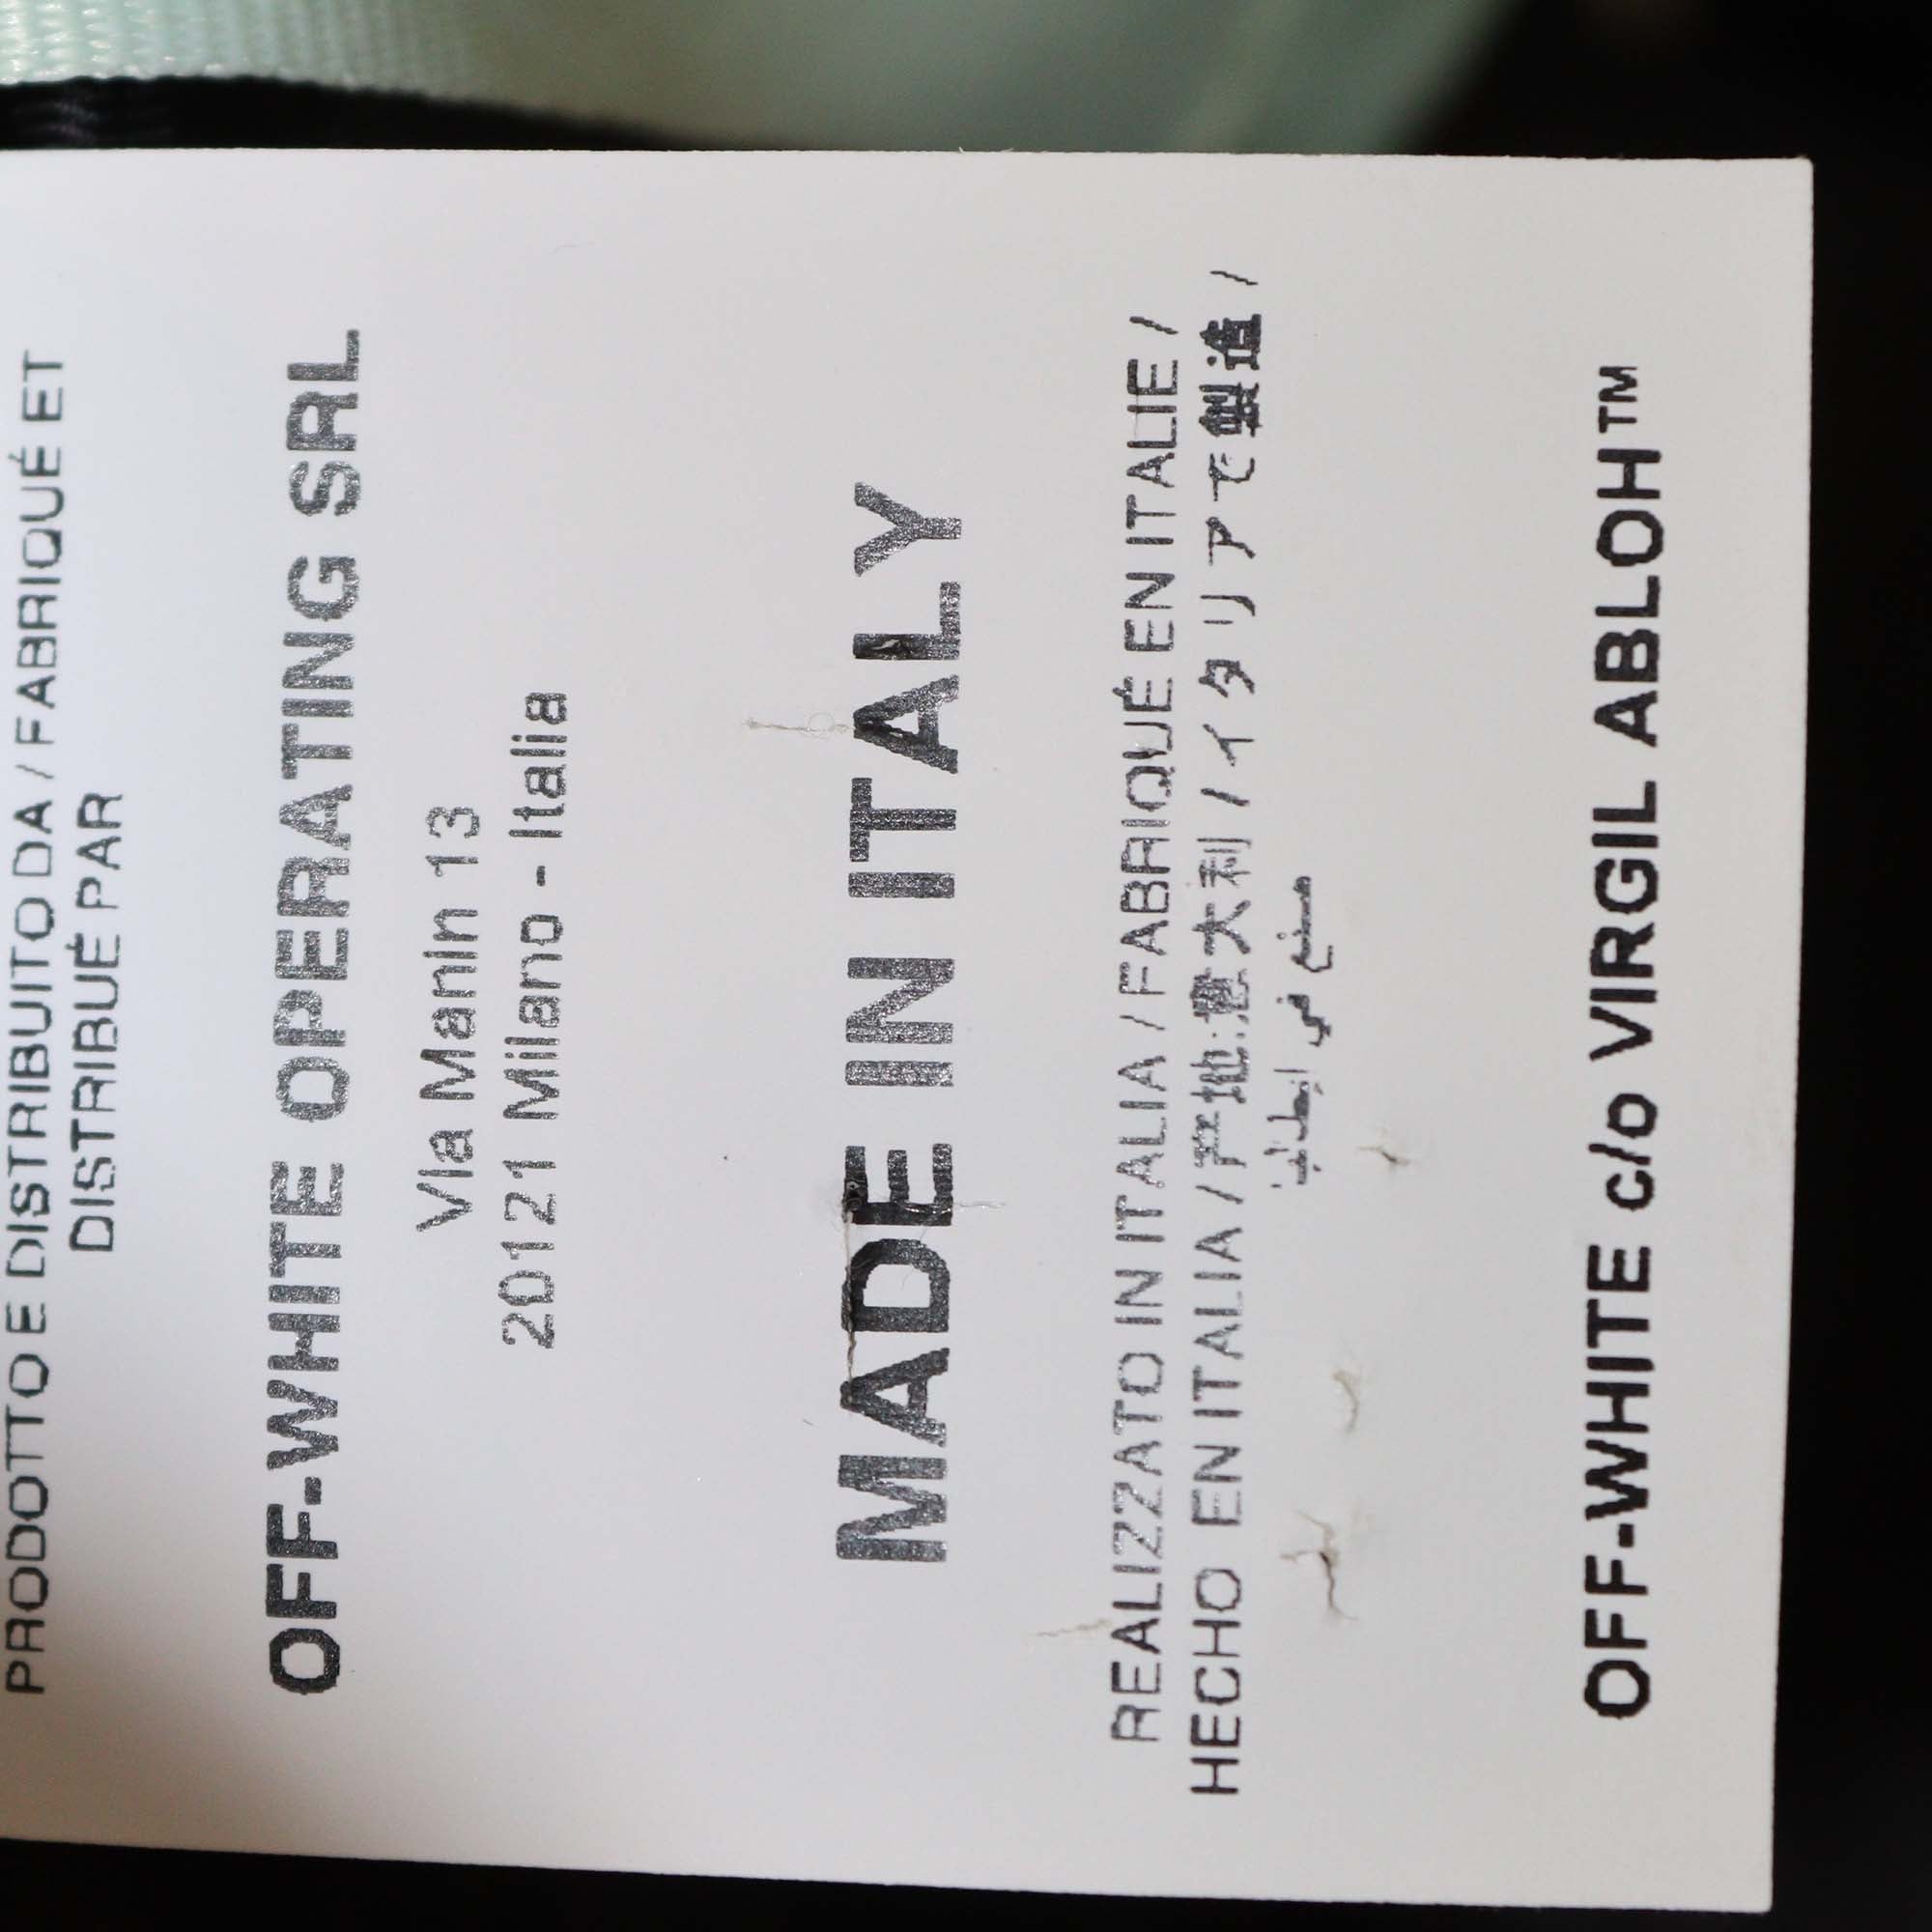 PRODOTTO E DISTRIBUITO DA / FABRIQUÉ ET
DISTRIBUÉ PAR
OFF-WHITE OPERATING SRL
Via Manin 13
20121 Milano - Italia
MADE IN ITALY
REALIZZATO IN ITALIA / FABRIQUÉ EN ITALIE /
HECHO EN ITALIA / 产地:意大利 / イタリアで製造 /
صنع في إيطاليا
OFF-WHITE c/o VIRGIL ABLOH™